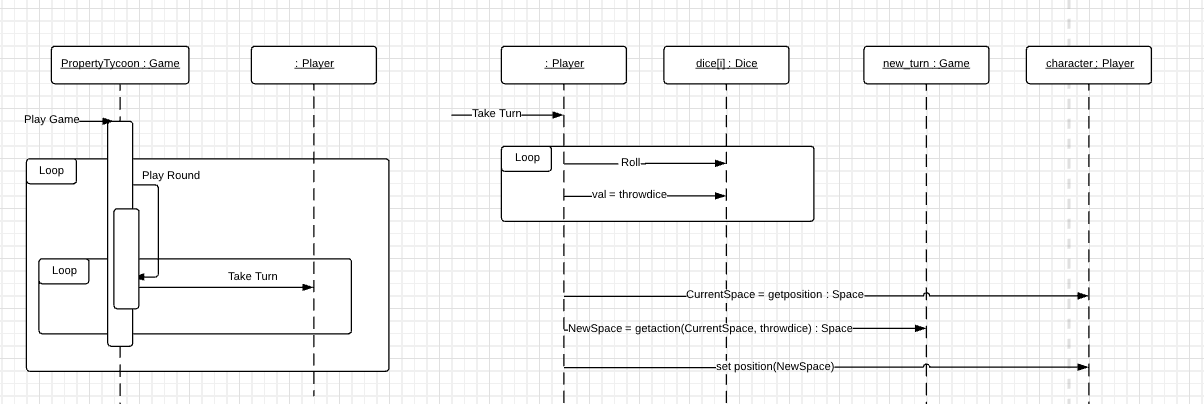 PropertyTycoon : Game
: Player
: Player
dice[i] : Dice
new_turn : Game
character : Player
Play Game
Take Turn
Loop
Play Round
Loop
Take Turn
Loop
Roll
val = throwdice
CurrentSpace = getposition : Space
NewSpace = getaction(CurrentSpace, throwdice) : Space
set position(NewSpace)